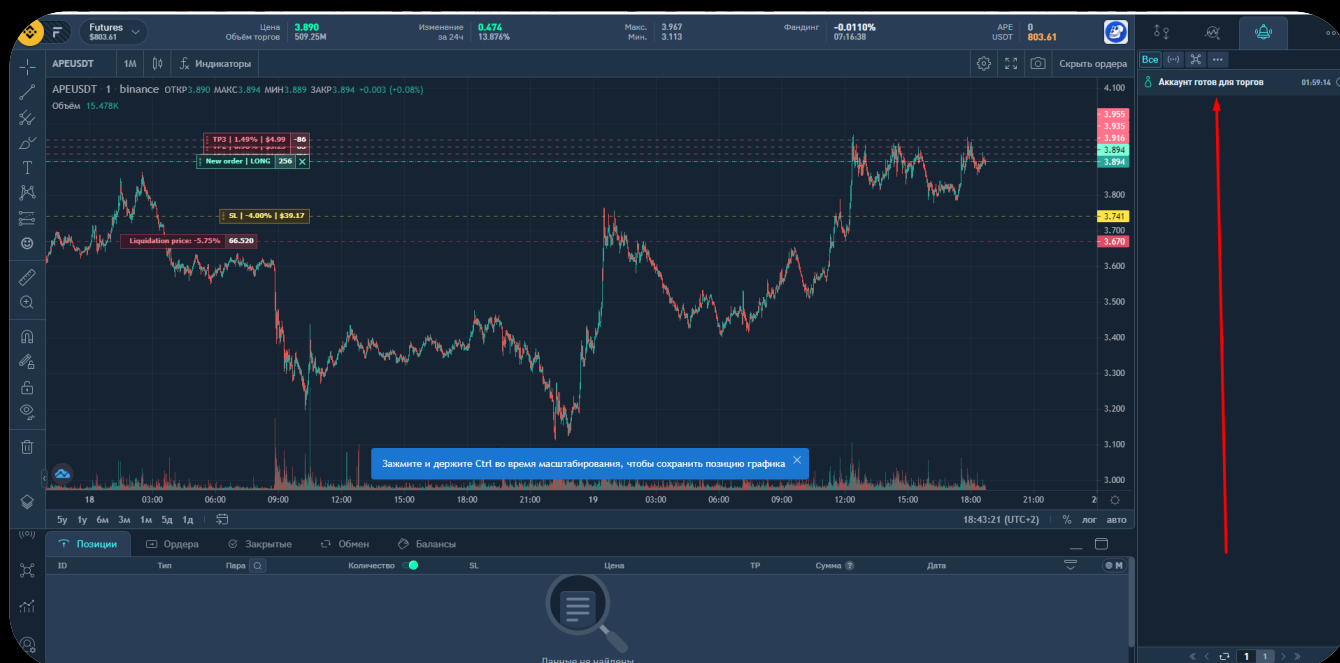 Futures
$803.61
Цена 3.890
Объём торгов 509.25M
Изменение 0.474
за 24ч 13.876%
Макс. 3.967
Мин. 3.113
Фандинг -0.0110%
07:16:38
APE 0
USDT 803.61
APEUSDT 1М Индикаторы Скрыть ордера
Все
Аккаунт готов для торгов 01:59:14
APEUSDT · 1 · binance ОТКР3.890 МАКС3.894 МИН3.889 ЗАКР3.894 +0.003 (+0.08%)
Объём 15.478K
4.100
3.955
3.935
3.916
3.894
3.894
3.800
3.741
3.700
3.670
3.600
3.500
3.400
3.300
3.200
3.100
3.000
TP3 | 1.49% | $4.99 -86
New order | LONG 256
SL | -4.00% | $39.17
Liquidation price: -5.75% 66.520
Зажмите и держите Ctrl во время масштабирования, чтобы сохранить позицию графика
18 03:00 06:00 09:00 12:00 15:00 18:00 21:00 19 03:00 06:00 09:00 12:00 15:00 18:00 21:00
5y 1y 6м 3м 1м 5д 1д
18:43:21 (UTC+2) % лог авто
Позиции Ордера Закрытые Обмен Балансы
ID Тип Пара Количество SL Цена TP Сумма ? Дата M
Данные не найдены
1 1